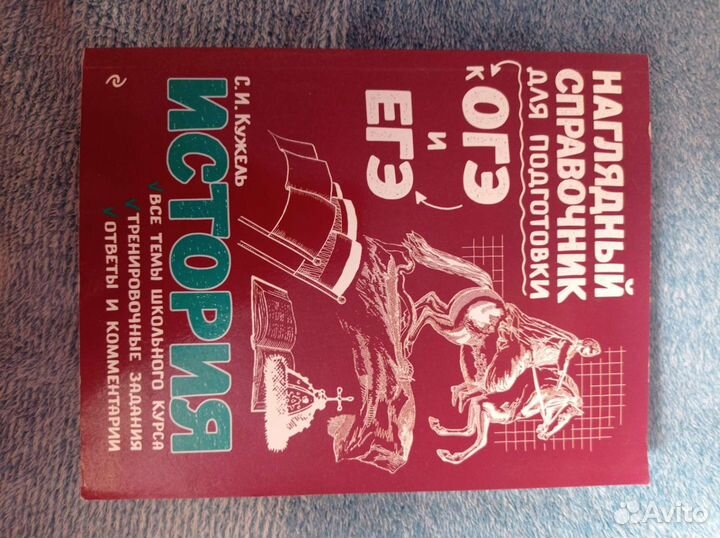 НАГЛЯДНЫЙ
СПРАВОЧНИК
ДЛЯ ПОДГОТОВКИ
К ОГЭ
И
ЕГЭ
С. И. КУЖЕЛЬ
ИСТОРИЯ
√ ВСЕ ТЕМЫ ШКОЛЬНОГО КУРСА
√ ТРЕНИРОВОЧНЫЕ ЗАДАНИЯ
√ ОТВЕТЫ И КОММЕНТАРИИ
Avito